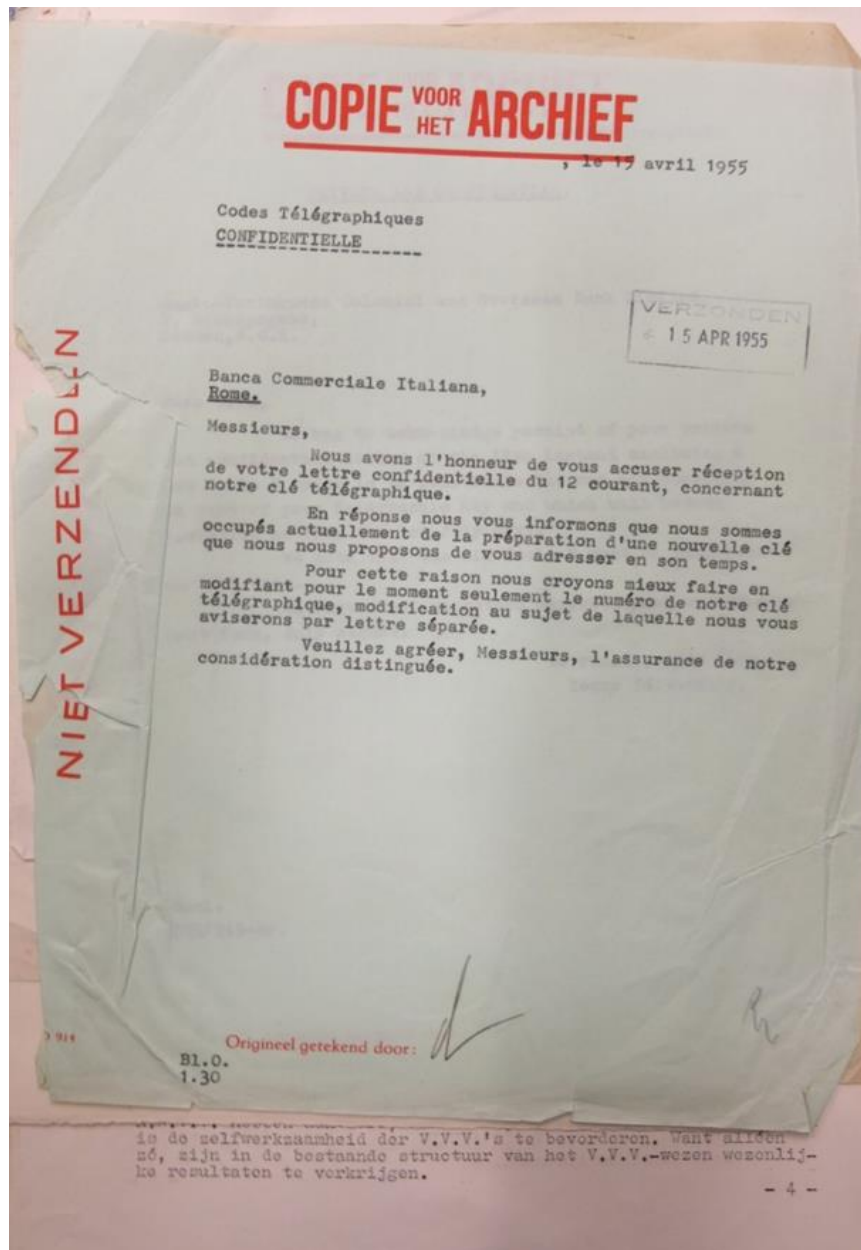 COPIE VOOR HET ARCHIEF
, le 15 avril 1955
Codes Télégraphiques
CONFIDENTIELLE
VERZONDEN
15 APR 1955
Banca Commerciale Italiana,
Rome.
Messieurs,
Nous avons l'honneur de vous accuser réception
de votre lettre confidentielle du 12 courant, concernant
notre clé télégraphique.
En réponse nous vous informons que nous sommes
occupés actuellement de la préparation d'une nouvelle clé
que nous nous proposons de vous adresser en son temps.
Pour cette raison nous croyons mieux faire en
modifiant pour le moment seulement le numéro de notre clé
télégraphique, modification au sujet de laquelle nous vous
aviserons par lettre séparée.
Veuillez agréer, Messieurs, l'assurance de notre
considération distinguée.
NIET VERZENDEN
914
Origineel getekend door:
Bl.O.
1.30
is de zelfwerkzaamheid der V.V.V.'s te bevorderen. Want alléén
zó, zijn in de bestaande structuur van het V.V.V.-wezen wezenlij-
ke resultaten te verkrijgen.
- 4 -